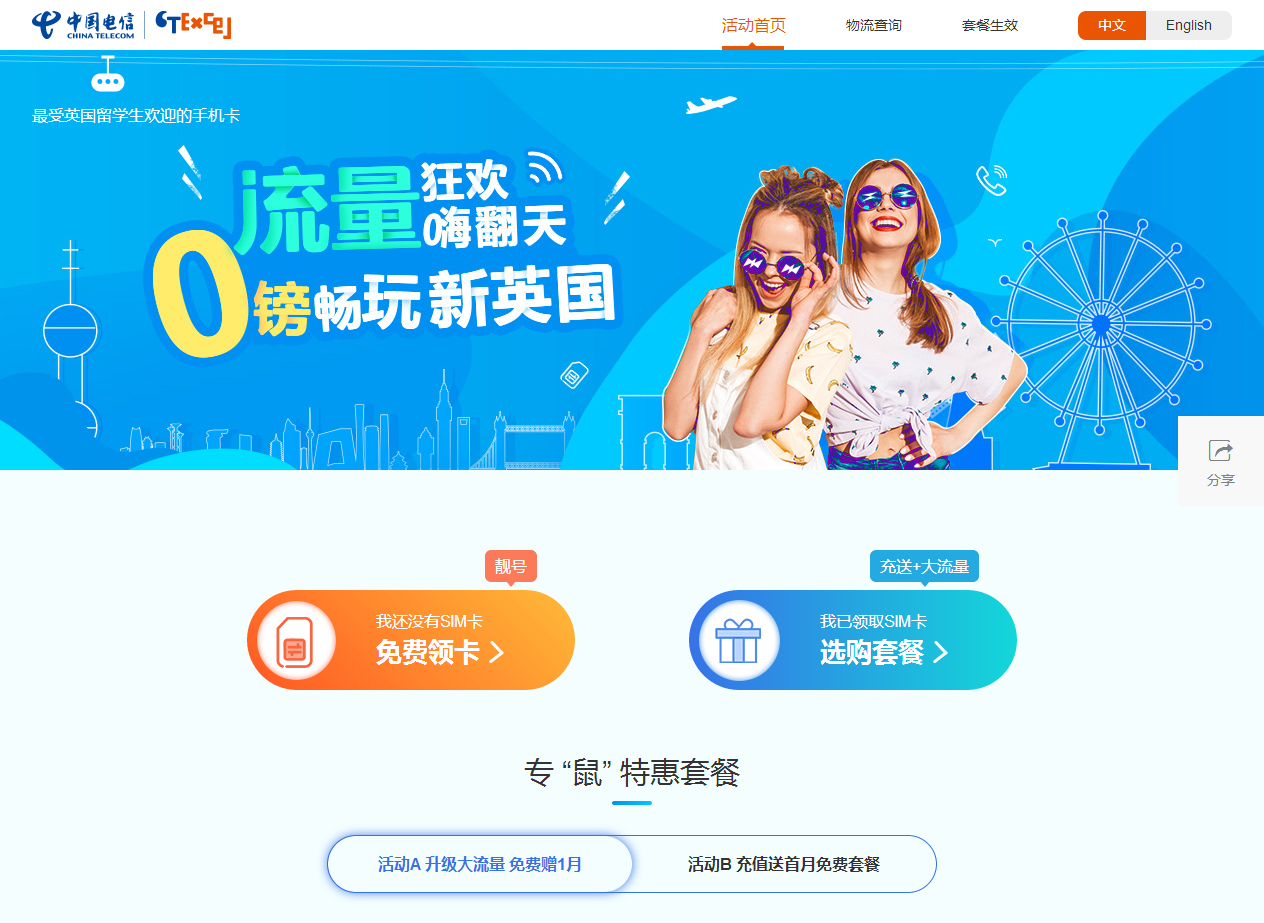 中国电信 CHINA TELECOM CTExcel
活动首页 物流查询 套餐生效 中文 English
最受英国留学生欢迎的手机卡
流量狂欢
嗨翻天
0镑畅玩新英国
分享
靓号
我还没有SIM卡
免费领卡
充送+大流量
我已领取SIM卡
选购套餐
专 “鼠” 特惠套餐
活动A 升级大流量 免费赠1月
活动B 充值送首月免费套餐